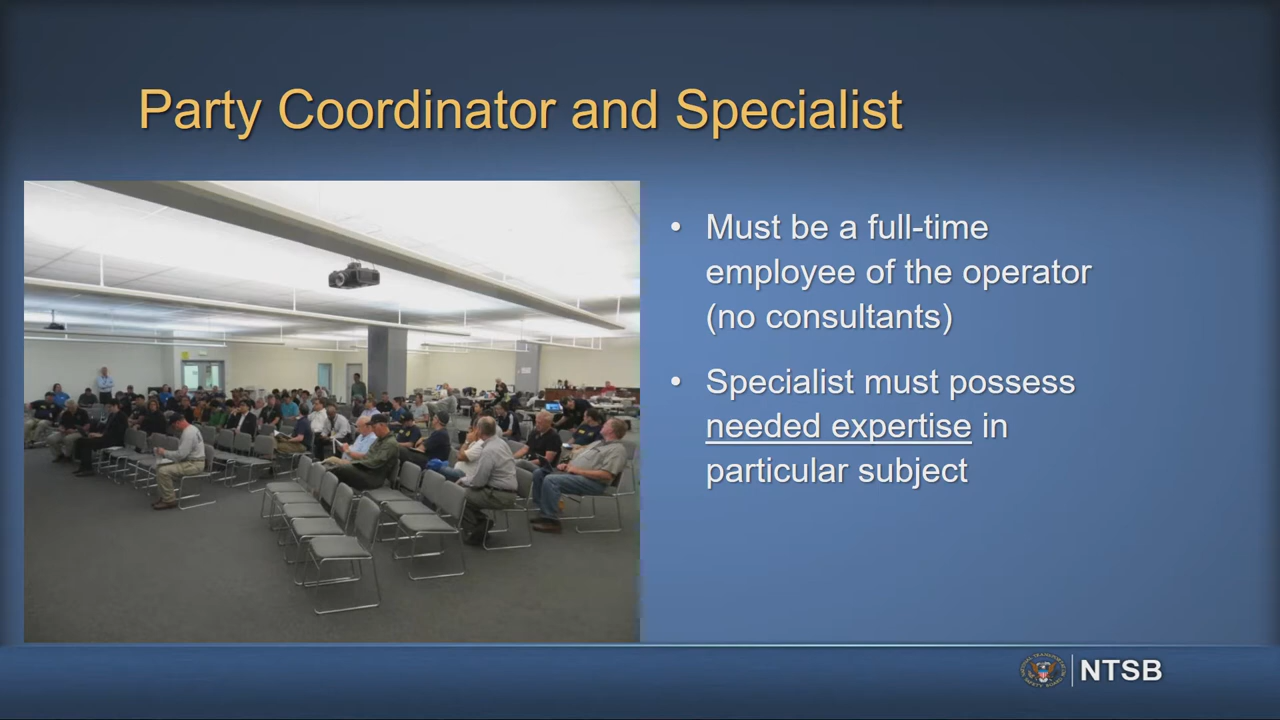 Party Coordinator and Specialist
• Must be a full-time
employee of the operator
(no consultants)
• Specialist must possess
needed expertise in
particular subject
NTSB